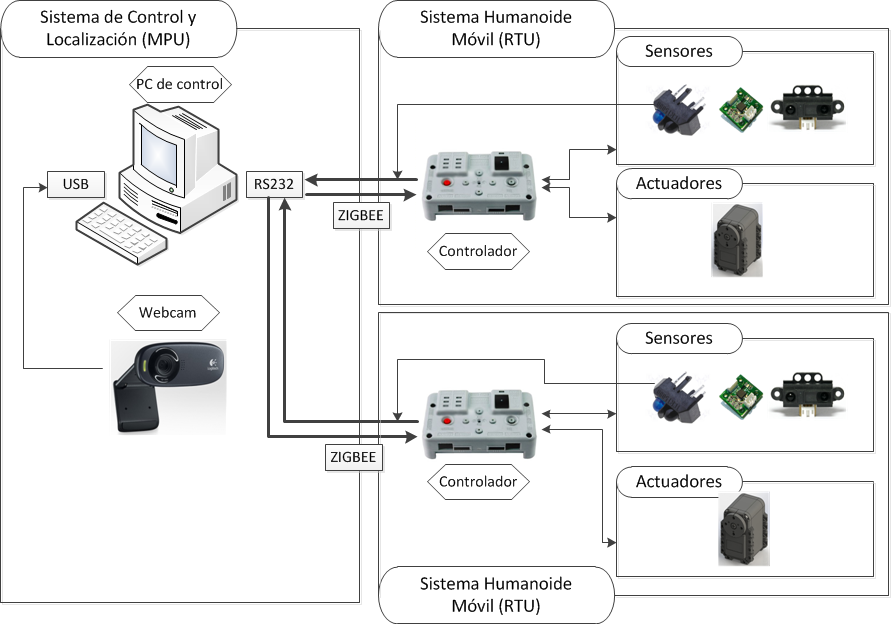 Sistema de Control y
Localización (MPU)
PC de control
USB
RS232
Webcam
Sistema Humanoide
Móvil (RTU)
Sensores
Actuadores
ZIGBEE
Controlador
Sensores
ZIGBEE
Controlador
Actuadores
Sistema Humanoide
Móvil (RTU)